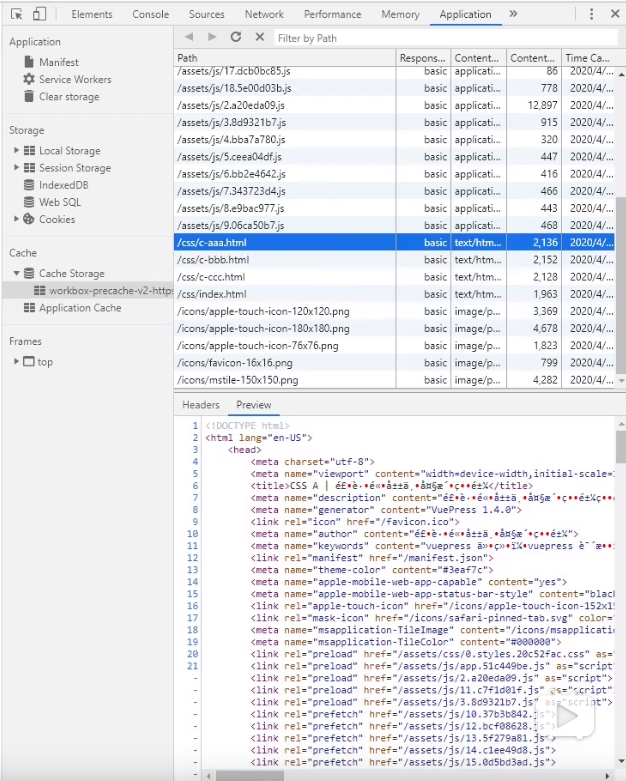 Elements Console Sources Network Performance Memory Application »
Application
Manifest
Service Workers
Clear storage
Storage
Local Storage
Session Storage
IndexedDB
Web SQL
Cookies
Cache
Cache Storage
workbox-precache-v2-https
Application Cache
Frames
top
Filter by Path
Path Respons... Content... Content... Time Ca...
/assets/js/17.dcb0bc85.js basic applicati... 86 2020/4/...
/assets/js/18.5e00d03b.js basic applicati... 778 2020/4/...
/assets/js/2.a20eda09.js basic applicati... 12,897 2020/4/...
/assets/js/3.8d9321b7.js basic applicati... 915 2020/4/...
/assets/js/4.bba7a780.js basic applicati... 320 2020/4/...
/assets/js/5.ceea04df.js basic applicati... 447 2020/4/...
/assets/js/6.bb2e4642.js basic applicati... 416 2020/4/...
/assets/js/7.343723d4.js basic applicati... 466 2020/4/...
/assets/js/8.e9bac977.js basic applicati... 443 2020/4/...
/assets/js/9.06ca50b7.js basic applicati... 468 2020/4/...
/css/c-aaa.html basic text/htm... 2,136 2020/4/...
/css/c-bbb.html basic text/htm... 2,152 2020/4/...
/css/c-ccc.html basic text/htm... 2,128 2020/4/...
/css/index.html basic text/htm... 1,963 2020/4/...
/icons/apple-touch-icon-120x120.png basic image/p... 3,369 2020/4/...
/icons/apple-touch-icon-180x180.png basic image/p... 4,678 2020/4/...
/icons/apple-touch-icon-76x76.png basic image/p... 1,823 2020/4/...
/icons/favicon-16x16.png basic image/p... 799 2020/4/...
/icons/mstile-150x150.png basic image/p... 4,282 2020/4/...
Headers Preview
1 <!DOCTYPE html>
2 <html lang="en-US">
3 <head>
4 <meta charset="utf-8">
5 <meta name="viewport" content="width=device-width,initial-scale=1
6 <title>CSS A | </title>
7 <meta name="description" content="
8 <meta name="generator" content="VuePress 1.4.0">
9 <link rel="icon" href="/favicon.ico">
10 <meta name="author" content="">
11 <meta name="keywords" content="vuepress vuepress
12 <link rel="manifest" href="/manifest.json">
13 <meta name="theme-color" content="#3eaf7c">
14 <meta name="apple-mobile-web-app-capable" content="yes">
15 <meta name="apple-mobile-web-app-status-bar-style" content="black
16 <link rel="apple-touch-icon" href="/icons/apple-touch-icon-152x15
17 <link rel="mask-icon" href="/icons/safari-pinned-tab.svg" color=
18 <meta name="msapplication-TileImage" content="/icons/msapplication
19 <meta name="msapplication-TileColor" content="#000000">
20 <link rel="preload" href="/assets/css/0.styles.20c52fac.css" as=
21 <link rel="preload" href="/assets/js/app.51c449be.js" as="script"
- <link rel="preload" href="/assets/js/2.a20eda09.js" as="script">
- <link rel="preload" href="/assets/js/11.c7f1d01f.js" as="script"
- <link rel="preload" href="/assets/js/3.8d9321b7.js" as="script">
- <link rel="prefetch" href="/assets/js/10.37b3b842.js">
- <link rel="prefetch" href="/assets/js/12.bcf08628.js">
- <link rel="prefetch" href="/assets/js/13.5f279a81.js">
- <link rel="prefetch" href="/assets/js/14.c1ee49d8.js">
- <link rel="prefetch" href="/assets/js/15.0d5bd3ad.js">